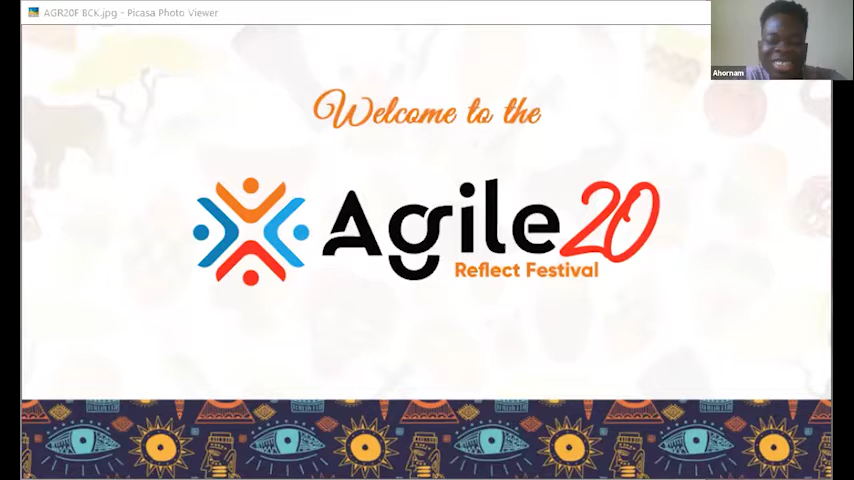 AGR20F BCK.jpg - Picasa Photo Viewer
Ahornam
Welcome to the
Agile20
Reflect Festival